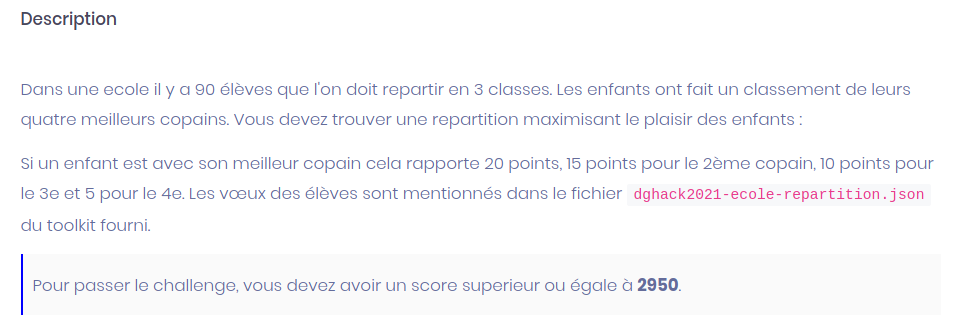 Description
Dans une ecole il y a 90 élèves que l'on doit repartir en 3 classes. Les enfants ont fait un classement de leurs
quatre meilleurs copains. Vous devez trouver une repartition maximisant le plaisir des enfants :
Si un enfant est avec son meilleur copain cela rapporte 20 points, 15 points pour le 2ème copain, 10 points pour
le 3e et 5 pour le 4e. Les vœux des élèves sont mentionnés dans le fichier dghack2021-ecole-repartition.json
du toolkit fourni.
Pour passer le challenge, vous devez avoir un score superieur ou égale à 2950.